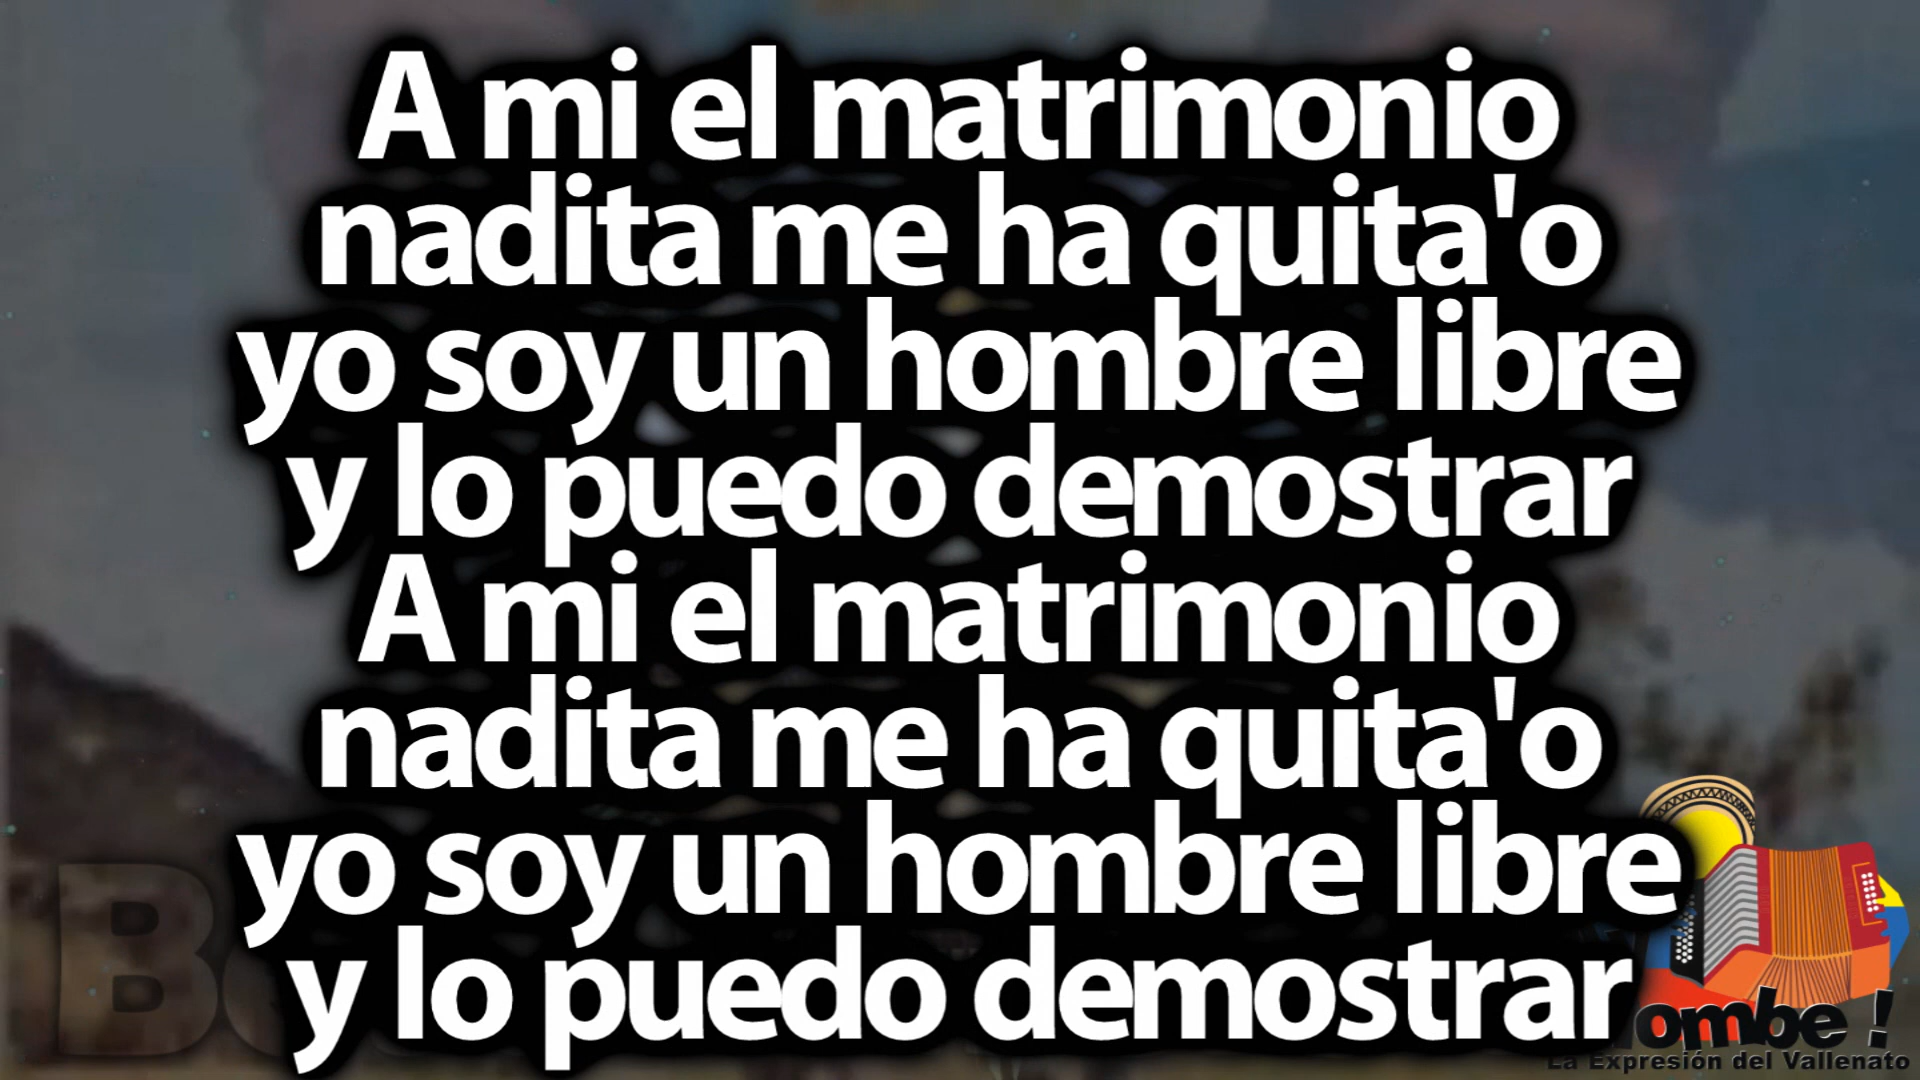 A mi el matrimonio
nadita me ha quita'o
yo soy un hombre libre
y lo puedo demostrar
A mi el matrimonio
nadita me ha quita'o
yo soy un hombre libre
y lo puedo demostrar
ombe !
La Expresión del Vallenato